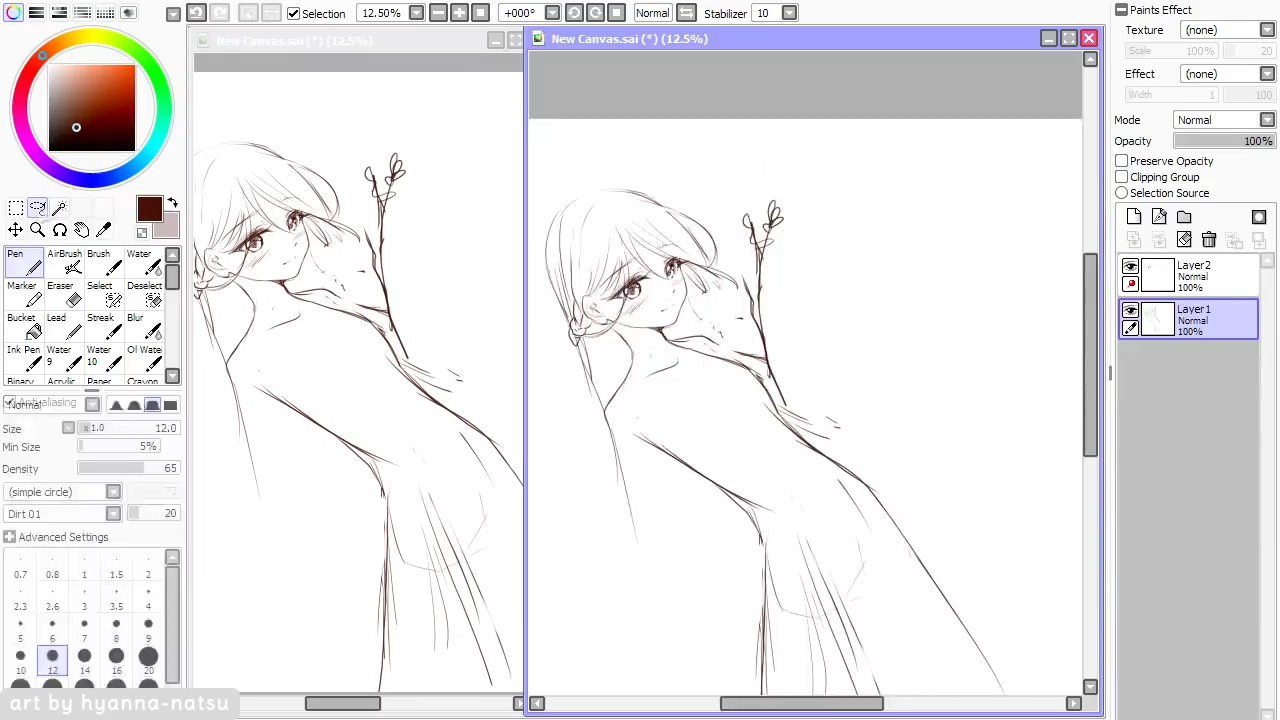 Selection
12.50%
+000°
Normal
Stabilizer
10
New Canvas.sai (*) (12.5%)
New Canvas.sai (*) (12.5%)
Pen
AirBrush
Brush
Water
Marker
Eraser
Select
Deselect
Bucket
Lead
Streak
Blur
Ink Pen
Water 9
Water 10
Oil Water
Binary
Acrylic
Paper
Crayon
Normal
Anti-aliasing
Size
x 1.0
12.0
Min Size
5%
Density
65
(simple circle)
72
Dirt 01
20
Advanced Settings
0.7
0.8
1
1.5
2
2.3
2.6
3
3.5
4
5
6
7
8
9
10
12
14
16
20
art by hyanna-natsu
Paints Effect
Texture
(none)
Scale
100%
20
Effect
(none)
Width
1
100
Mode
Normal
Opacity
100%
Preserve Opacity
Clipping Group
Selection Source
Layer2
Normal
100%
Layer1
Normal
100%